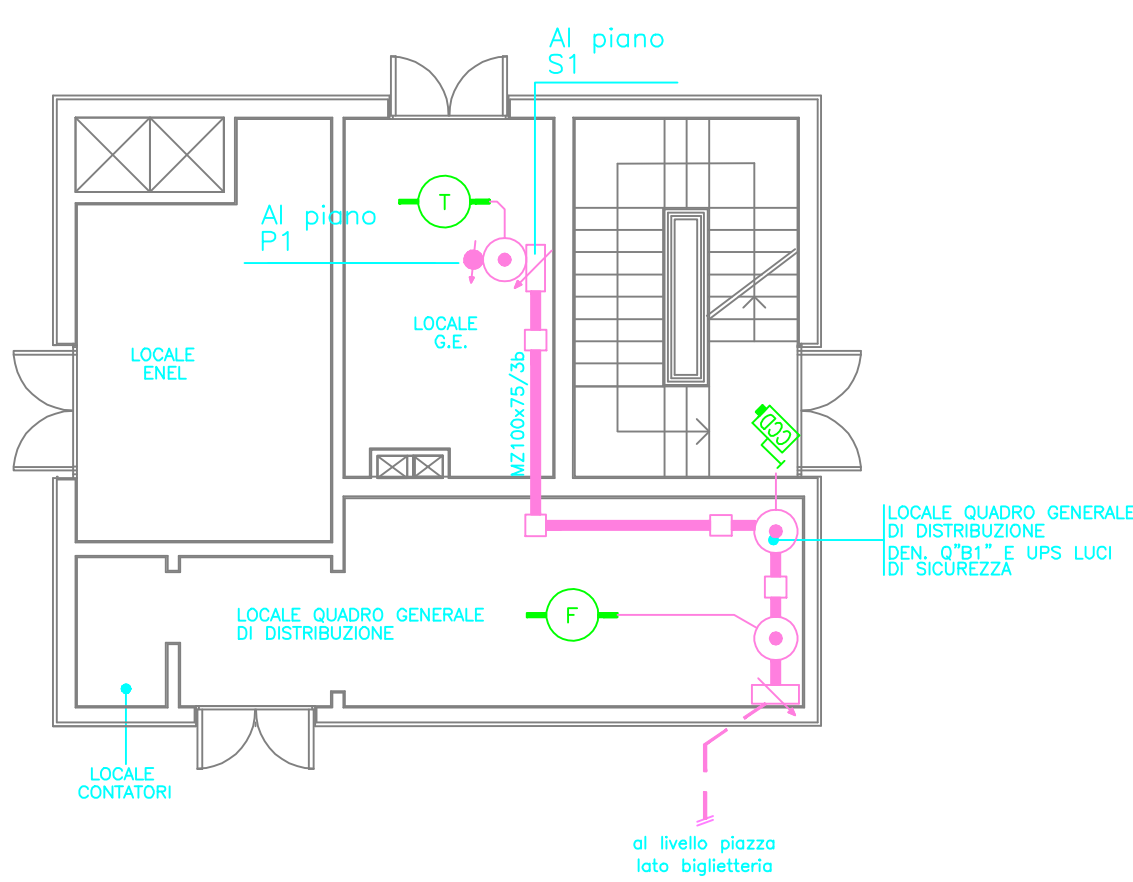 Al piano
S1
T
Al piano
P1
LOCALE
G.E.
LOCALE
ENEL
MZ100x75/3b
CCD
LOCALE QUADRO GENERALE
DI DISTRIBUZIONE
DEN. Q"B1" E UPS LUCI
DI SICUREZZA
LOCALE QUADRO GENERALE
DI DISTRIBUZIONE
F
LOCALE
CONTATORI
al livello piazza
lato biglietteria